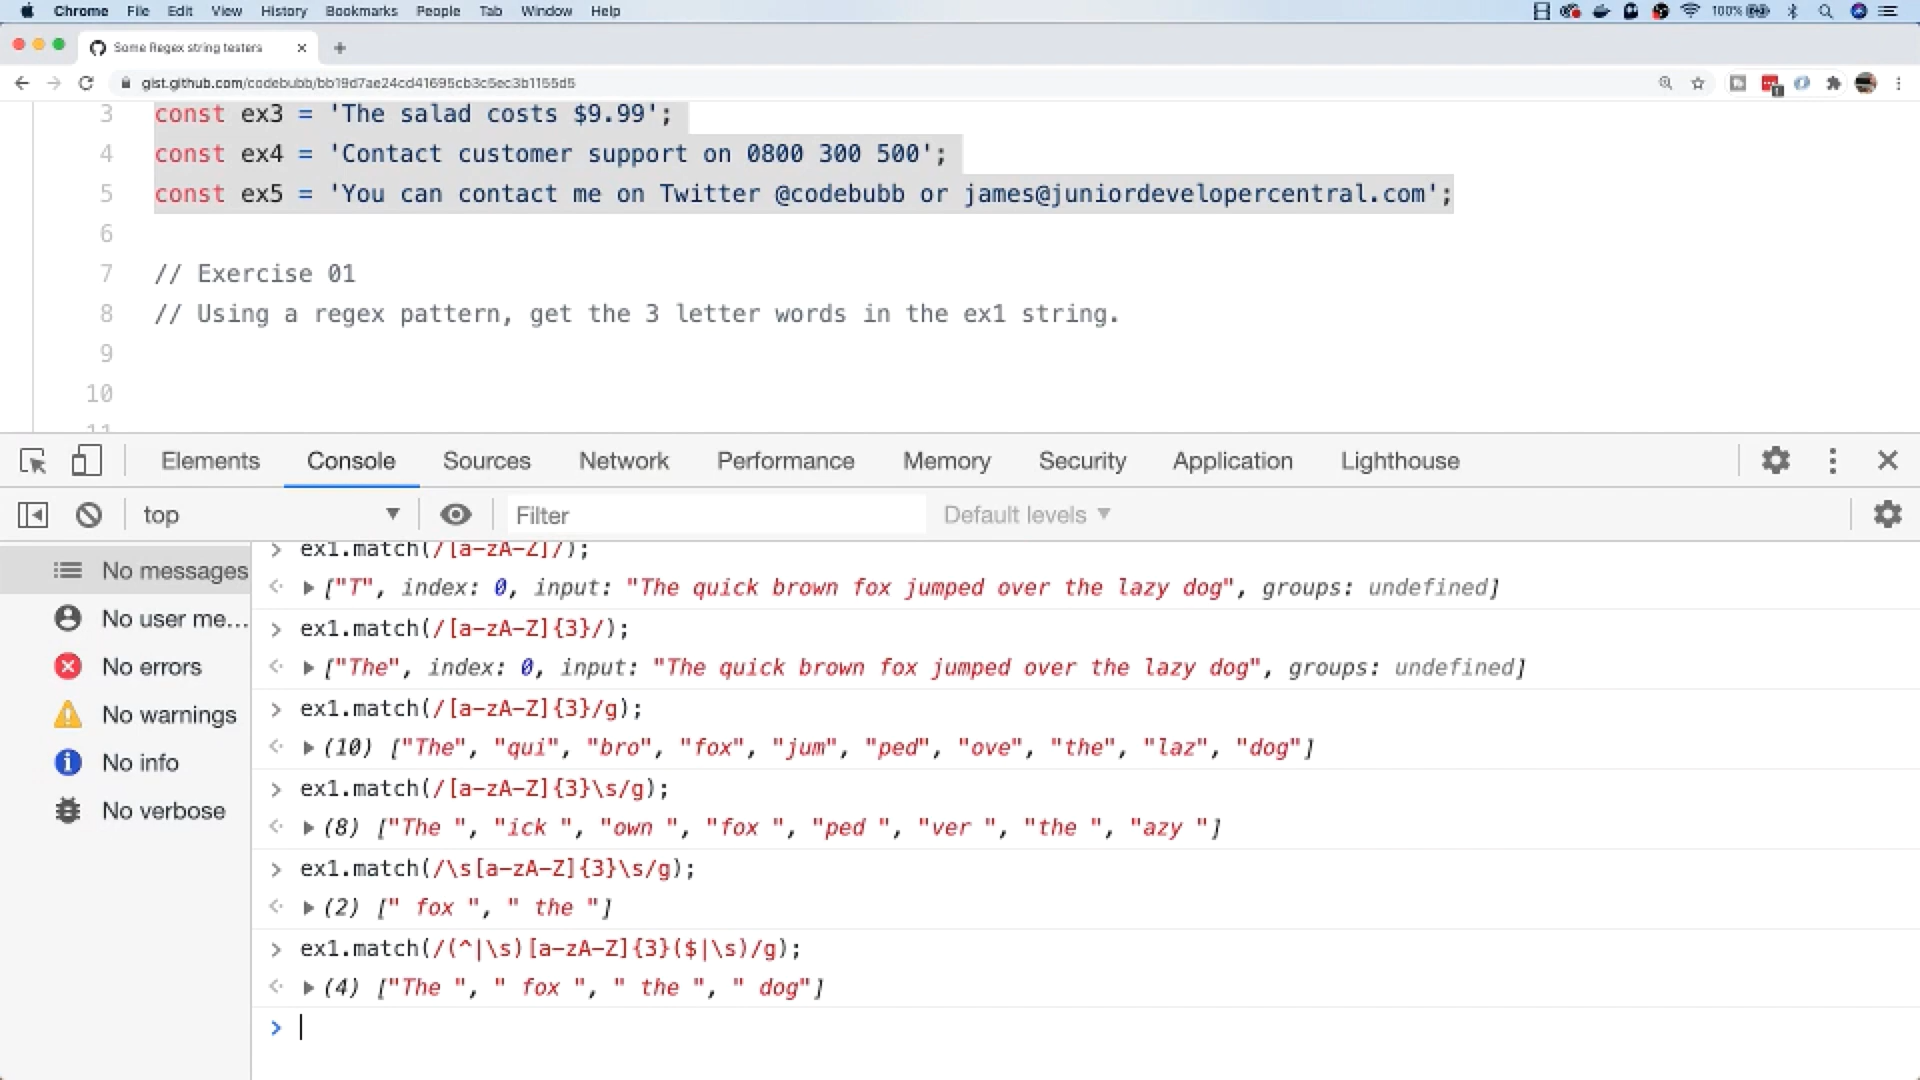 Chrome File Edit View History Bookmarks People Tab Window Help 100%
Some Regex string testers
gist.github.com/codebubb/bb19d7ae24cd41695cb3c5ec3b1155d5
3 const ex3 = 'The salad costs $9.99';
4 const ex4 = 'Contact customer support on 0800 300 500';
5 const ex5 = 'You can contact me on Twitter @codebubb or james@juniordevelopercentral.com';
6
7 // Exercise 01
8 // Using a regex pattern, get the 3 letter words in the ex1 string.
9
10
11
Elements Console Sources Network Performance Memory Security Application Lighthouse
top Filter Default levels
No messages
No user me...
No errors
No warnings
No info
No verbose
> ex1.match(/[a-zA-Z]/);
["T", index: 0, input: "The quick brown fox jumped over the lazy dog", groups: undefined]
> ex1.match(/[a-zA-Z]{3}/);
["The", index: 0, input: "The quick brown fox jumped over the lazy dog", groups: undefined]
> ex1.match(/[a-zA-Z]{3}/g);
(10) ["The", "qui", "bro", "fox", "jum", "ped", "ove", "the", "laz", "dog"]
> ex1.match(/[a-zA-Z]{3}\s/g);
(8) ["The ", "ick ", "own ", "fox ", "ped ", "ver ", "the ", "azy "]
> ex1.match(/\s[a-zA-Z]{3}\s/g);
(2) [" fox ", " the "]
> ex1.match(/(^|\s)[a-zA-Z]{3}($|\s)/g);
(4) ["The ", " fox ", " the ", " dog"]
>